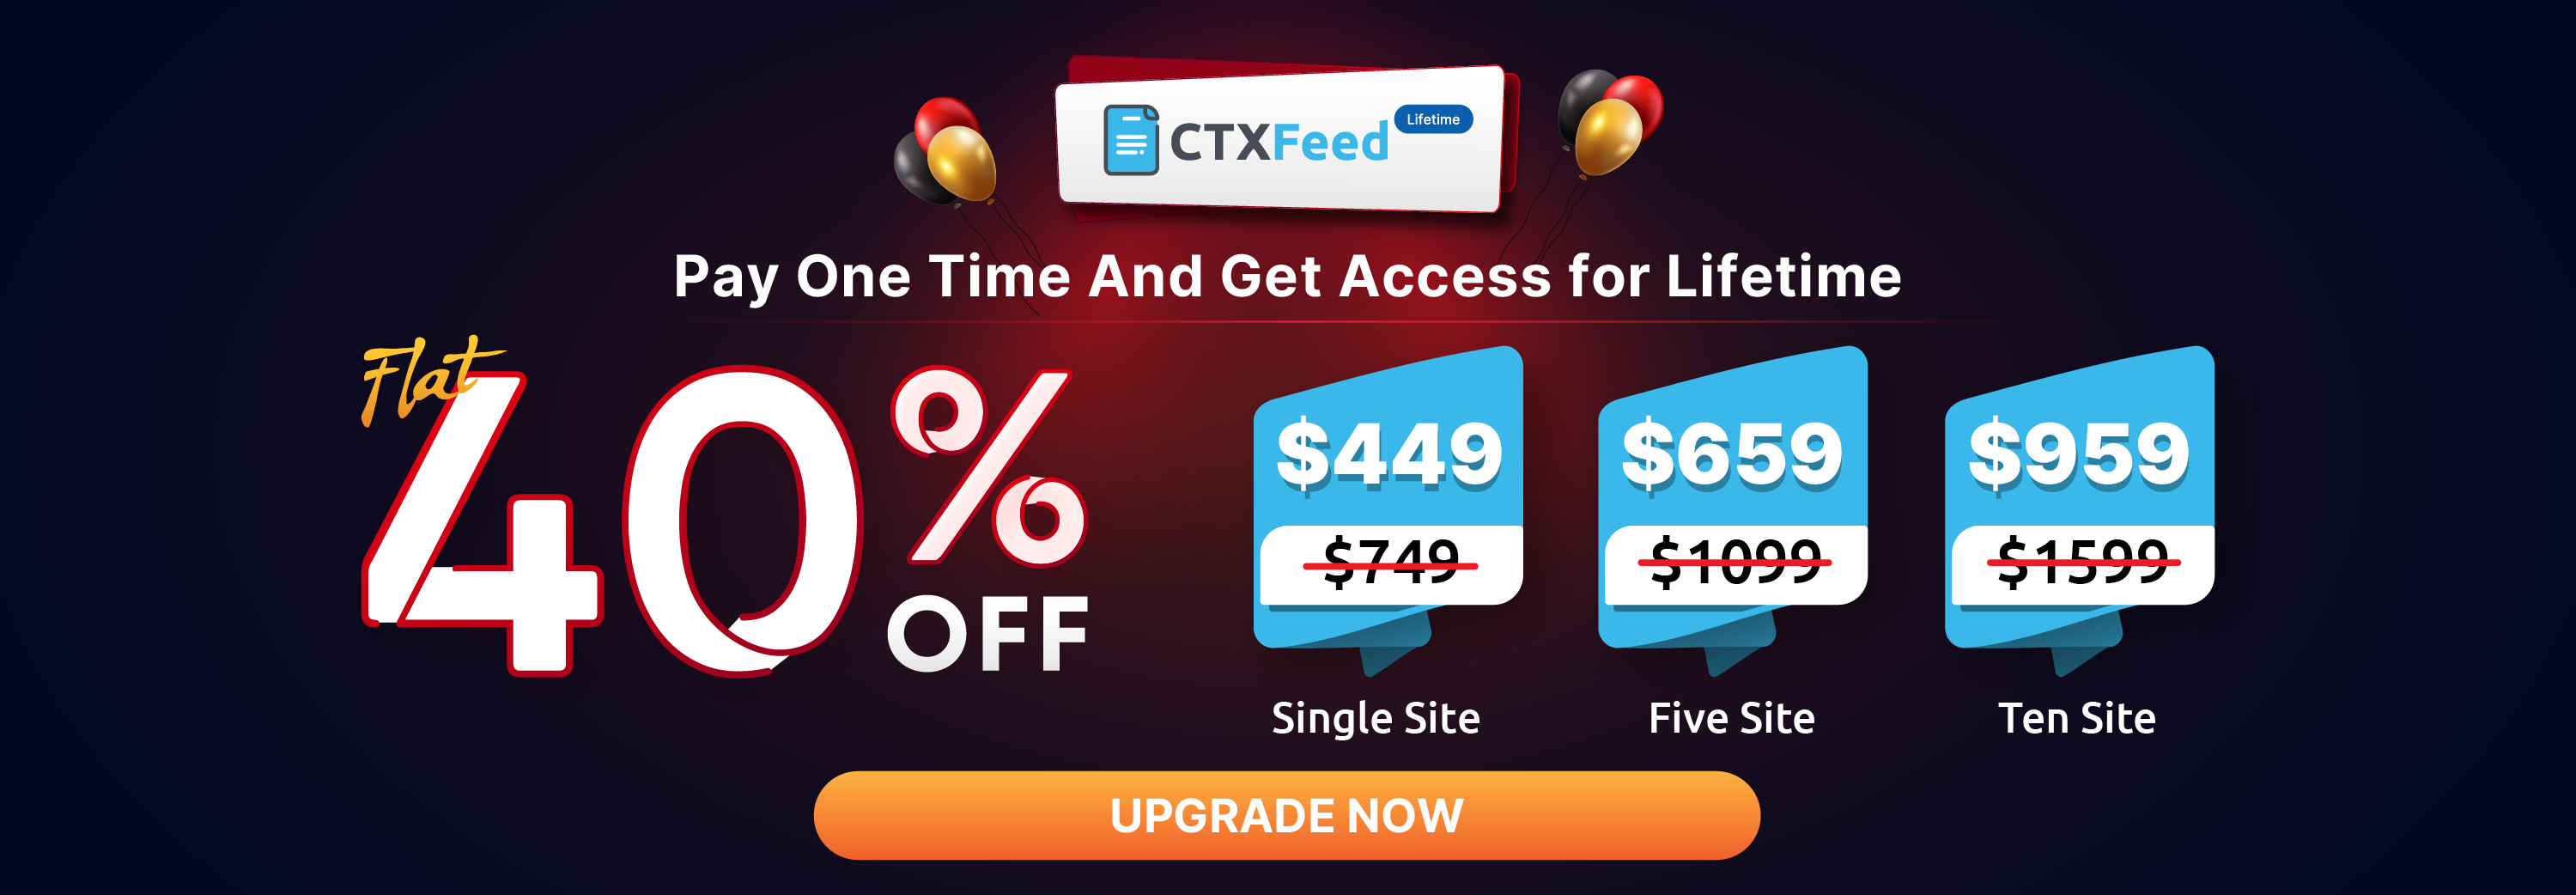 CTXFeed Lifetime
Pay One Time And Get Access for Lifetime
Flat
40% OFF
$449
$749
Single Site
$659
$1099
Five Site
$959
$1599
Ten Site
UPGRADE NOW